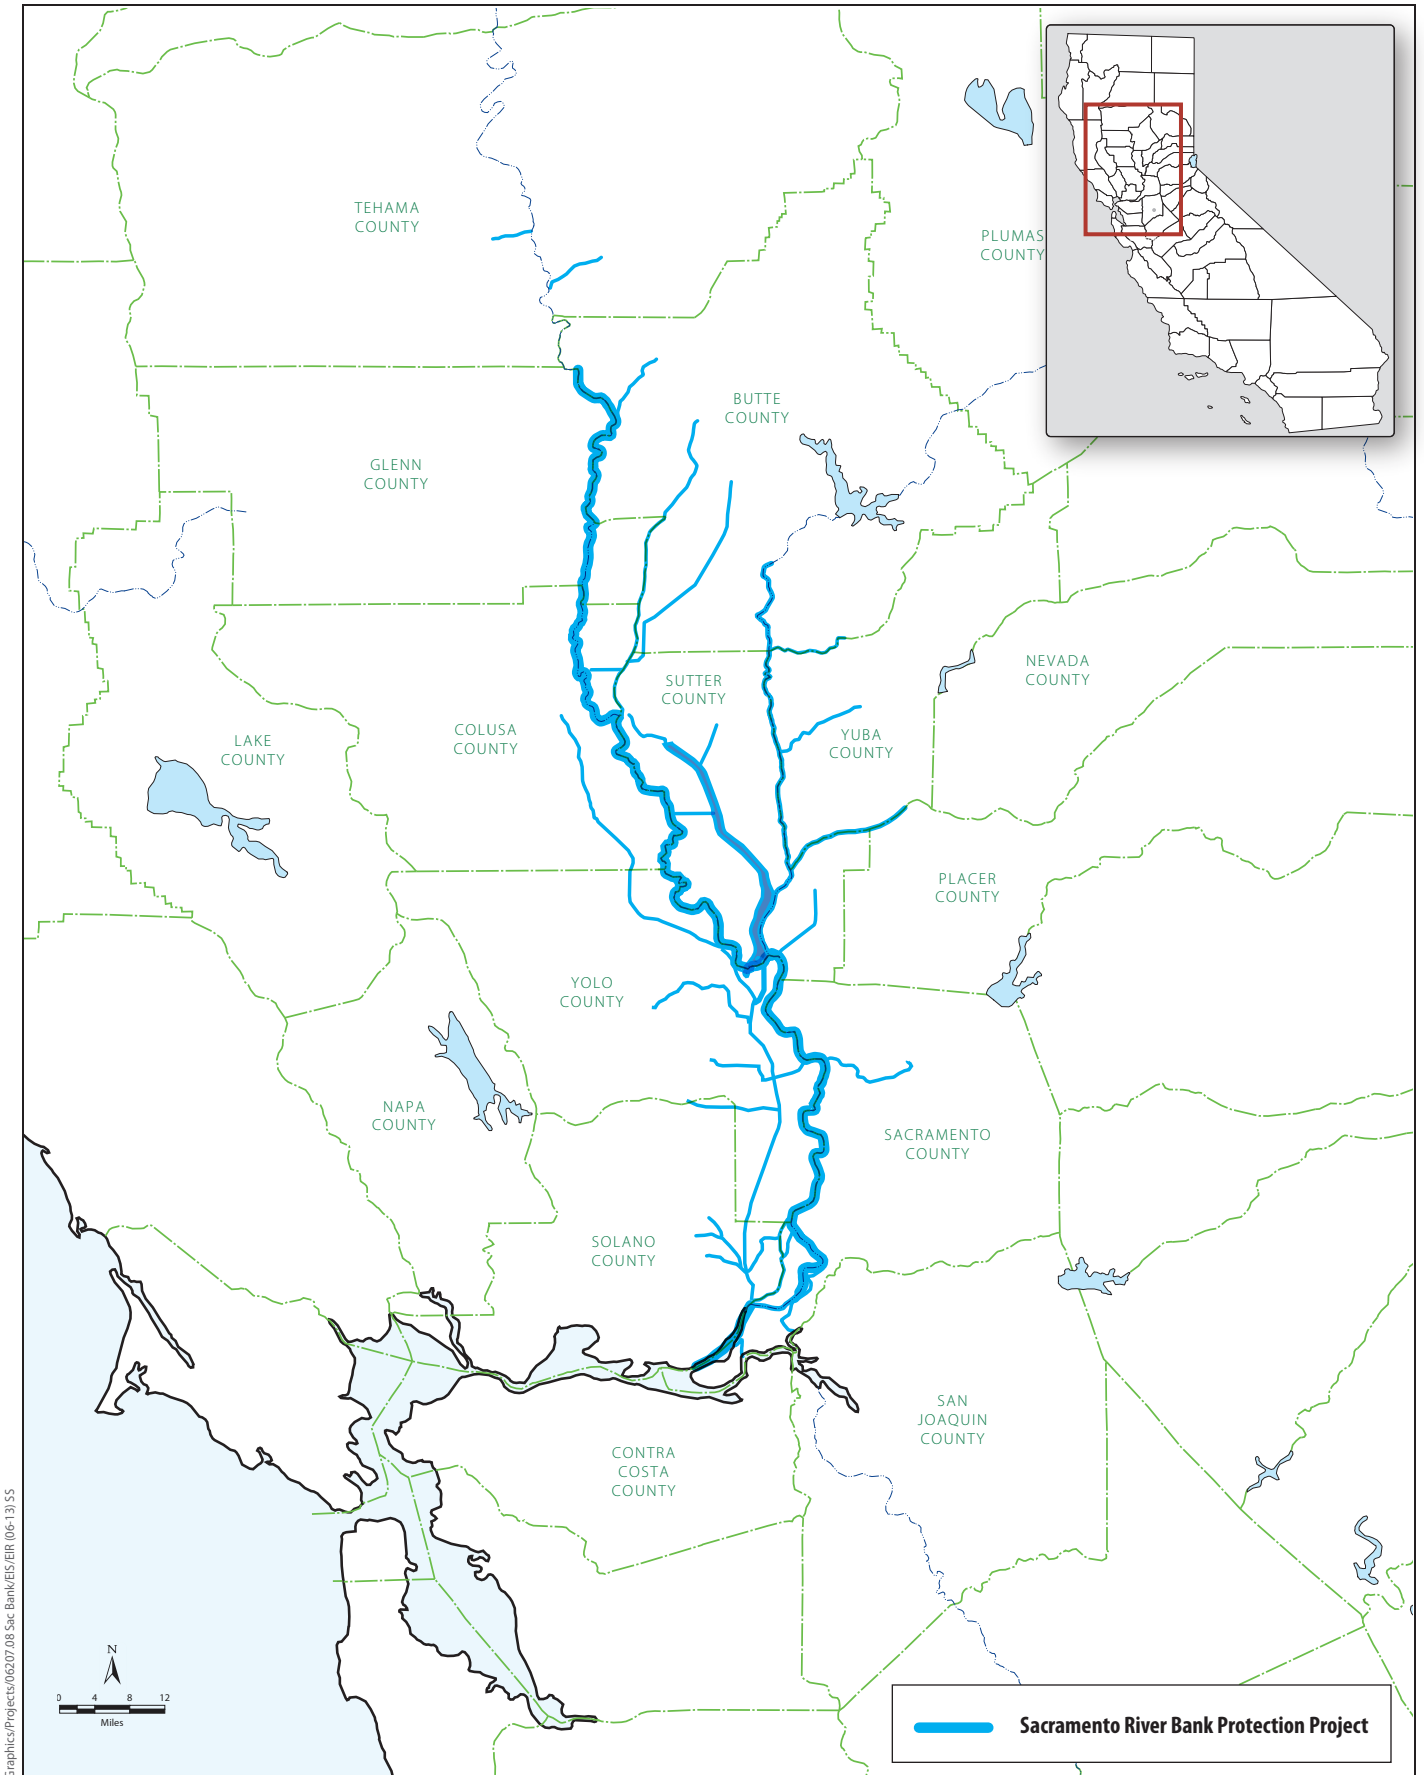 TEHAMA
COUNTY
PLUMAS
COUNTY
BUTTE
COUNTY
GLENN
COUNTY
SUTTER
COUNTY
NEVADA
COUNTY
COLUSA
COUNTY
YUBA
COUNTY
LAKE
COUNTY
PLACER
COUNTY
YOLO
COUNTY
NAPA
COUNTY
SACRAMENTO
COUNTY
SOLANO
COUNTY
SAN
JOAQUIN
COUNTY
CONTRA
COSTA
COUNTY
N
0 4 8 12
Miles
Sacramento River Bank Protection Project
Graphics/Projects/06207.08 Sac Bank/EIS/EIR (06-13) SS